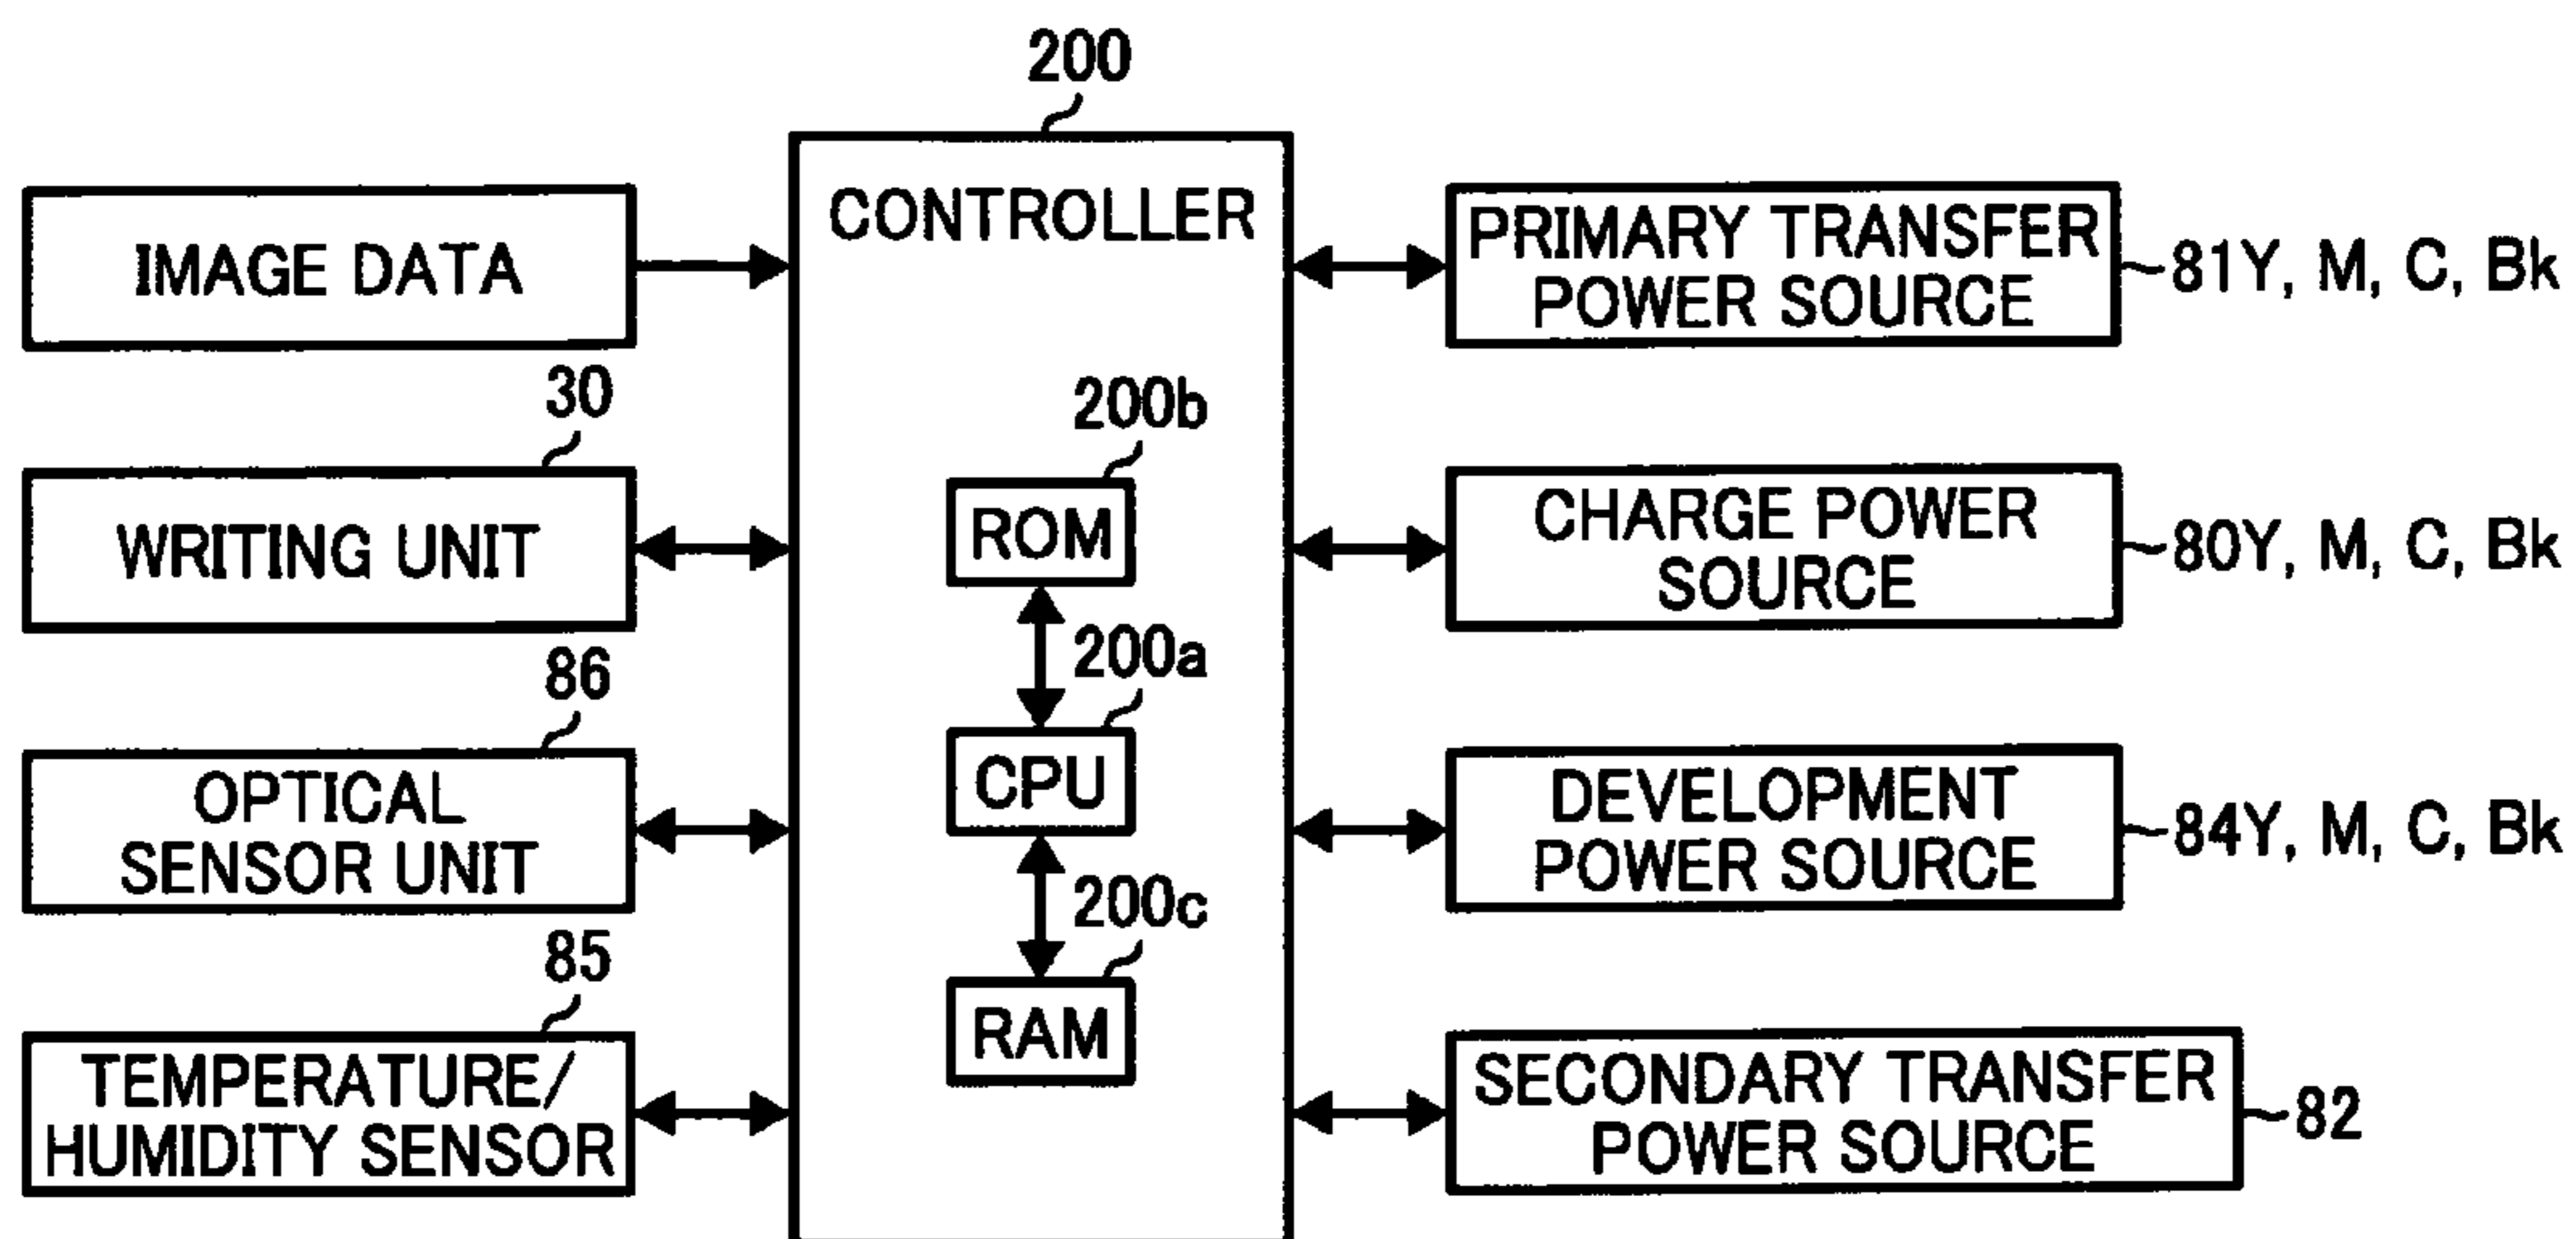 200
CONTROLLER
IMAGE DATA
30
WRITING UNIT
86
OPTICAL
SENSOR UNIT
85
TEMPERATURE/
HUMIDITY SENSOR
200b
ROM
200a
CPU
200c
RAM
PRIMARY TRANSFER
POWER SOURCE
81Y, M, C, Bk
CHARGE POWER
SOURCE
80Y, M, C, Bk
DEVELOPMENT
POWER SOURCE
84Y, M, C, Bk
SECONDARY TRANSFER
POWER SOURCE
82